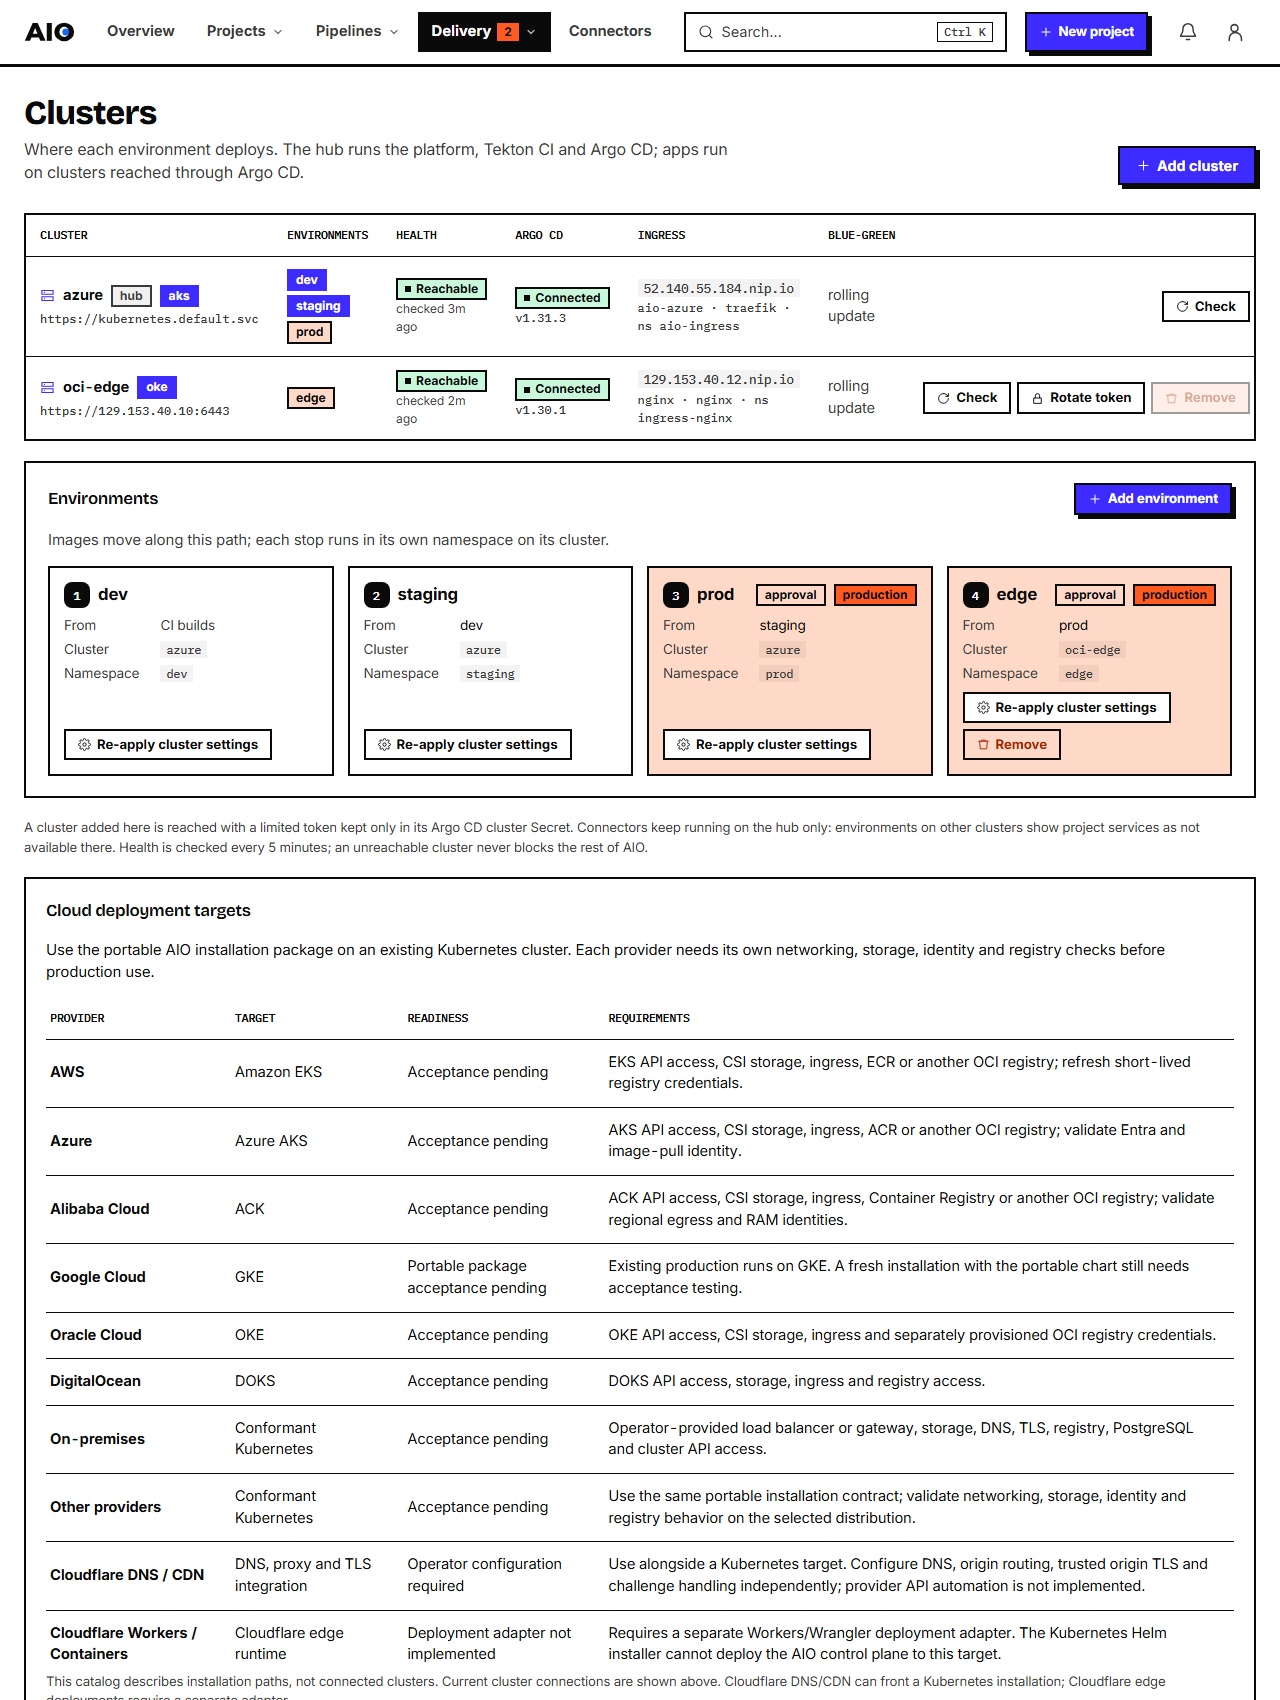 AIO Overview Projects Pipelines Delivery 2 Connectors Search... Ctrl K + New project
Clusters
Where each environment deploys. The hub runs the platform, Tekton CI and Argo CD; apps run
on clusters reached through Argo CD.
+ Add cluster
CLUSTER ENVIRONMENTS HEALTH ARGO CD INGRESS BLUE-GREEN
azure hub aks
https://kubernetes.default.svc
dev
staging
prod
Reachable
checked 3m
ago
Connected
v1.31.3
52.140.55.184.nip.io
aio-azure · traefik ·
ns aio-ingress
rolling
update
Check
oci-edge oke
https://129.153.40.10:6443
edge
Reachable
checked 2m
ago
Connected
v1.30.1
129.153.40.12.nip.io
nginx · nginx · ns
ingress-nginx
rolling
update
Check Rotate token Remove
Environments
+ Add environment
Images move along this path; each stop runs in its own namespace on its cluster.
1 dev
From CI builds
Cluster azure
Namespace dev
Re-apply cluster settings
2 staging
From dev
Cluster azure
Namespace staging
Re-apply cluster settings
3 prod approval production
From staging
Cluster azure
Namespace prod
Re-apply cluster settings
4 edge approval production
From prod
Cluster oci-edge
Namespace edge
Re-apply cluster settings
Remove
A cluster added here is reached with a limited token kept only in its Argo CD cluster Secret. Connectors keep running on the hub only: environments on other clusters show project services as not
available there. Health is checked every 5 minutes; an unreachable cluster never blocks the rest of AIO.
Cloud deployment targets
Use the portable AIO installation package on an existing Kubernetes cluster. Each provider needs its own networking, storage, identity and registry checks before
production use.
PROVIDER TARGET READINESS REQUIREMENTS
AWS Amazon EKS Acceptance pending
EKS API access, CSI storage, ingress, ECR or another OCI registry; refresh short-lived
registry credentials.
Azure Azure AKS Acceptance pending
AKS API access, CSI storage, ingress, ACR or another OCI registry; validate Entra and
image-pull identity.
Alibaba Cloud ACK Acceptance pending
ACK API access, CSI storage, ingress, Container Registry or another OCI registry; validate
regional egress and RAM identities.
Google Cloud GKE
Portable package
acceptance pending
Existing production runs on GKE. A fresh installation with the portable chart still needs
acceptance testing.
Oracle Cloud OKE Acceptance pending OKE API access, CSI storage, ingress and separately provisioned OCI registry credentials.
DigitalOcean DOKS Acceptance pending DOKS API access, storage, ingress and registry access.
On-premises
Conformant
Kubernetes
Acceptance pending
Operator-provided load balancer or gateway, storage, DNS, TLS, registry, PostgreSQL
and cluster API access.
Other providers
Conformant
Kubernetes
Acceptance pending
Use the same portable installation contract; validate networking, storage, identity and
registry behavior on the selected distribution.
Cloudflare DNS / CDN
DNS, proxy and TLS
integration
Operator configuration
required
Use alongside a Kubernetes target. Configure DNS, origin routing, trusted origin TLS and
challenge handling independently; provider API automation is not implemented.
Cloudflare Workers /
Containers
Cloudflare edge
runtime
Deployment adapter not
implemented
Requires a separate Workers/Wrangler deployment adapter. The Kubernetes Helm
installer cannot deploy the AIO control plane to this target.
This catalog describes installation paths, not connected clusters. Current cluster connections are shown above. Cloudflare DNS/CDN can front a Kubernetes installation; Cloudflare edge
deployments require a separate adapter.